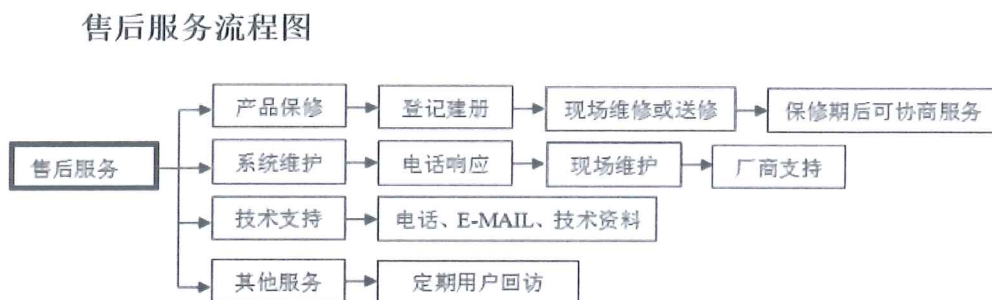 售后服务流程图
产品保修
登记建册
现场维修或送修
保修期后可协商服务
售后服务
系统维护
电话响应
现场维护
厂商支持
技术支持
电话、E-MAIL、技术资料
其他服务
定期用户回访